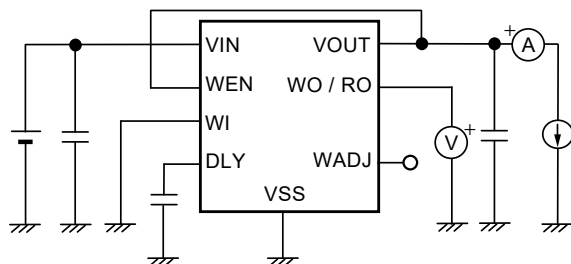 VIN VOUT + A
WEN WO / RO
WI V +
DLY WADJ
VSS